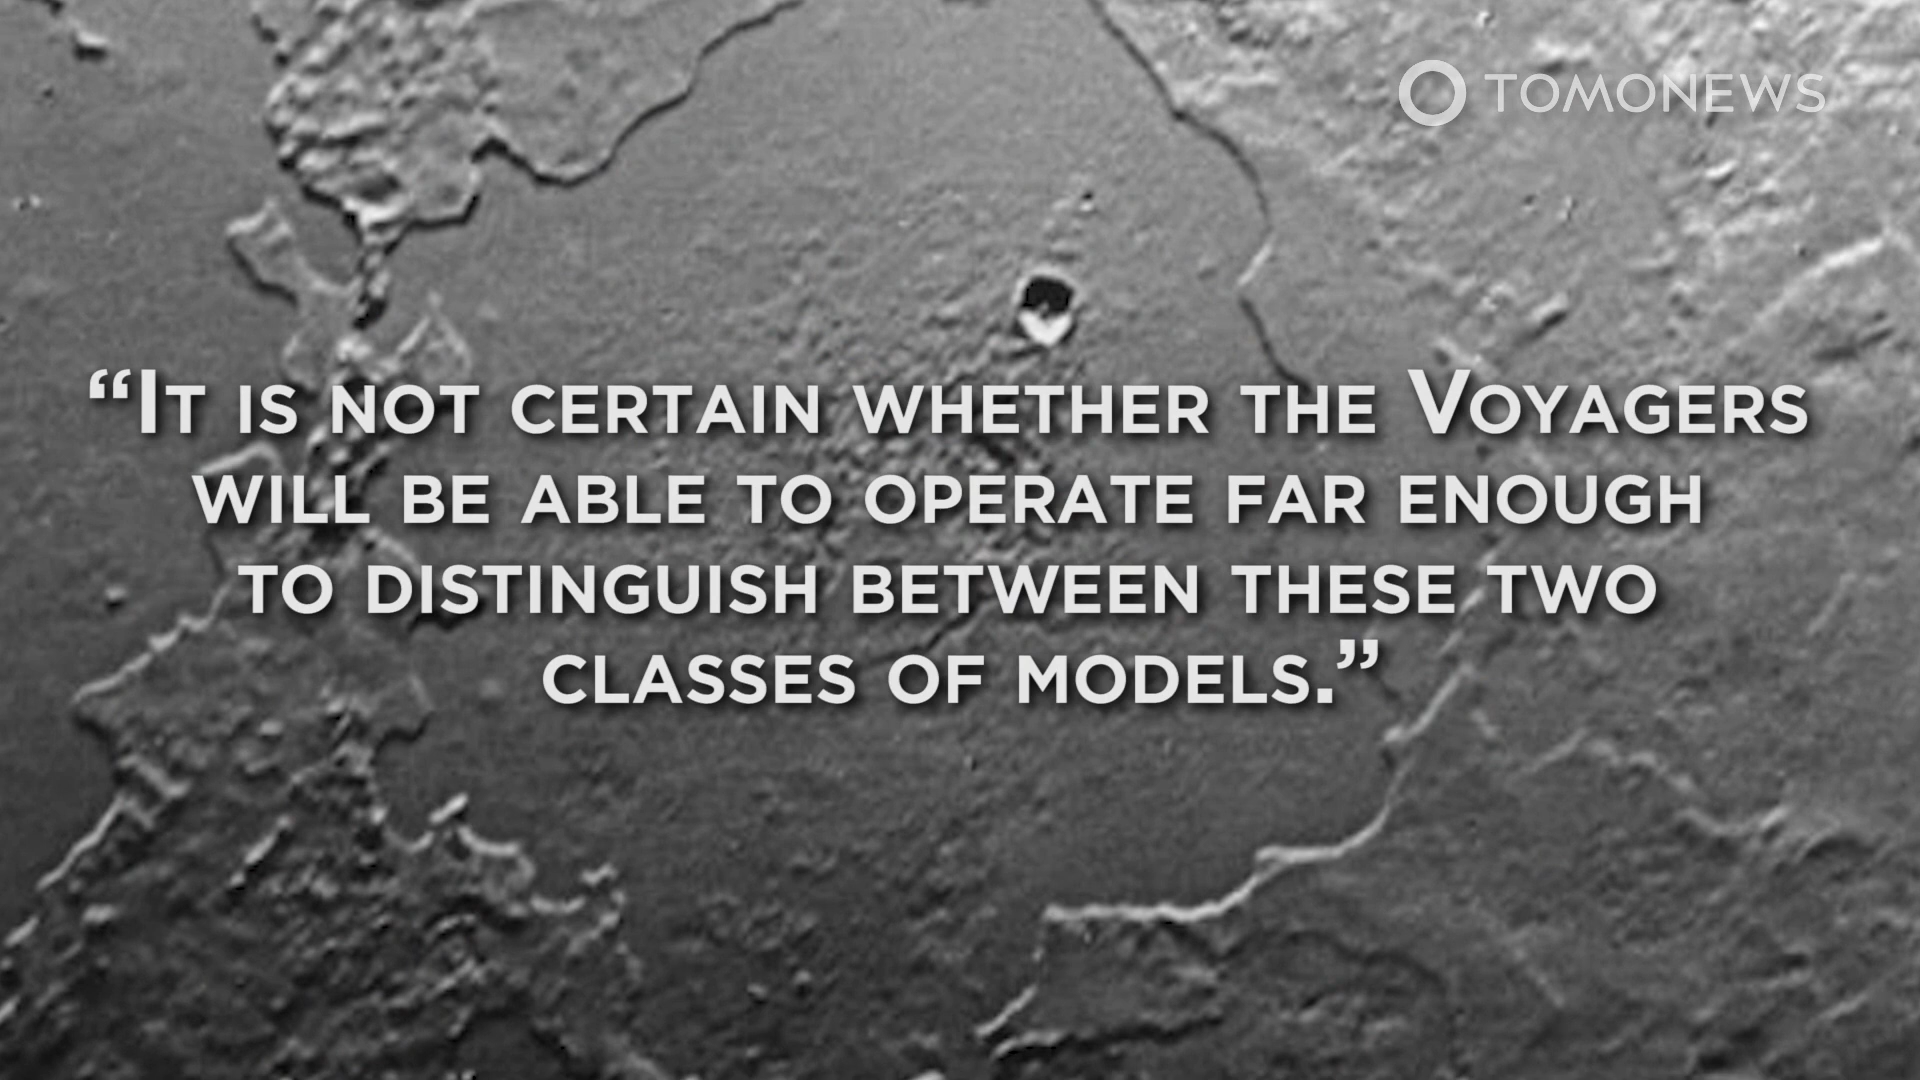 TOMONEWS
“It is not certain whether the Voyagers
will be able to operate far enough
to distinguish between these two
classes of models.”